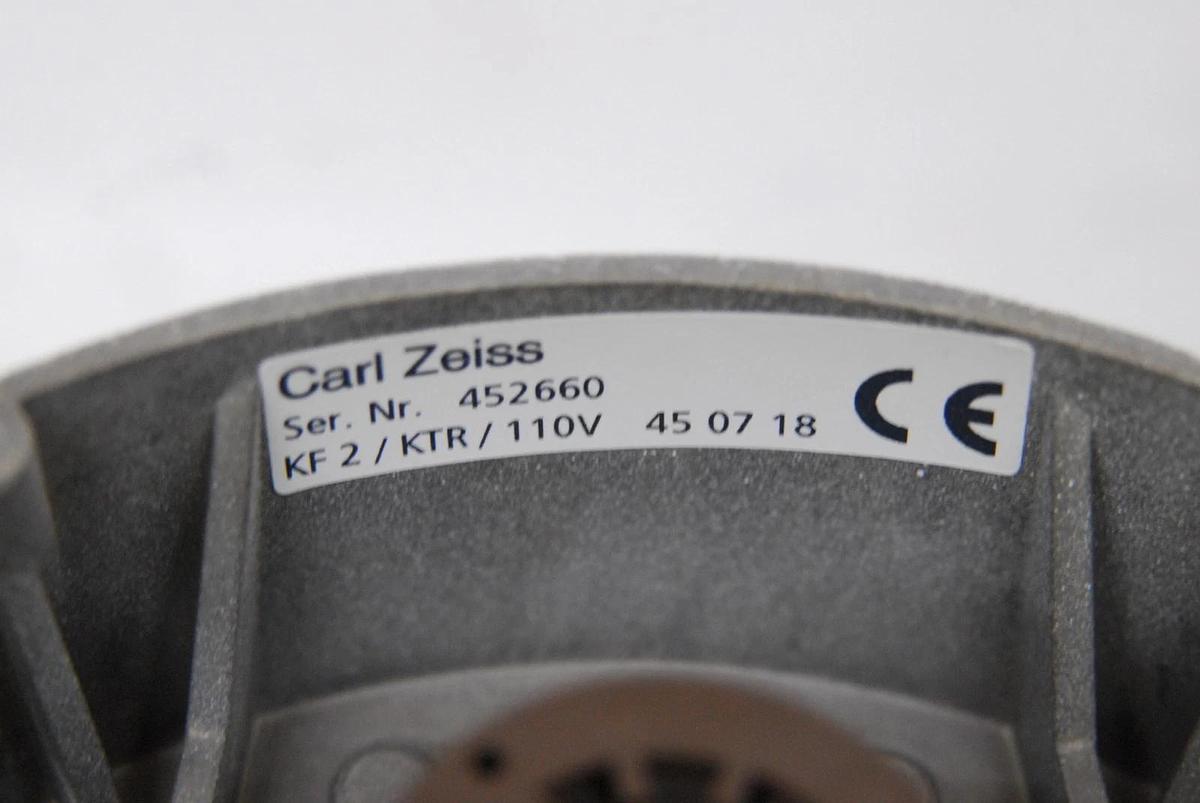 Carl Zeiss
Ser. Nr. 452660
KF 2 / KTR / 110V 45 07 18
CE